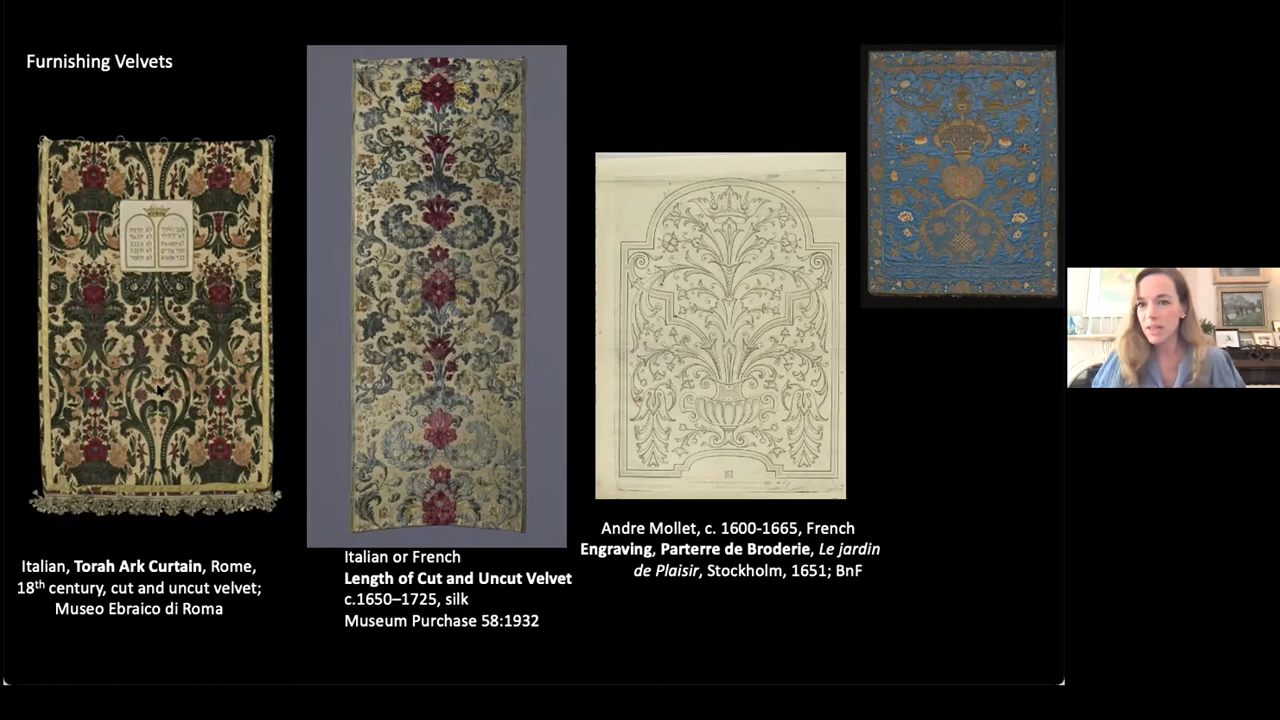 Furnishing Velvets
Italian, Torah Ark Curtain, Rome,
18th century, cut and uncut velvet;
Museo Ebraico di Roma
Italian or French
Length of Cut and Uncut Velvet
c.1650–1725, silk
Museum Purchase 58:1932
Andre Mollet, c. 1600-1665, French
Engraving, Parterre de Broderie, Le jardin
de Plaisir, Stockholm, 1651; BnF